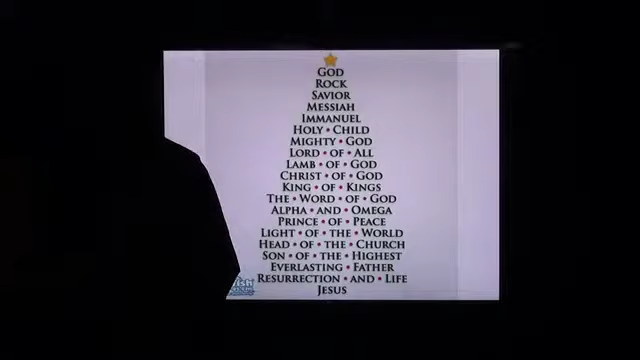 GOD
ROCK
SAVIOR
MESSIAH
IMMANUEL
HOLY • CHILD
MIGHTY • GOD
LORD • OF • ALL
LAMB • OF • GOD
CHRIST • OF • GOD
KING • OF • KINGS
THE • WORD • OF • GOD
ALPHA • AND • OMEGA
PRINCE • OF • PEACE
LIGHT • OF • THE • WORLD
HEAD • OF • THE • CHURCH
SON • OF • THE • HIGHEST
EVERLASTING • FATHER
RESURRECTION • AND • LIFE
JESUS